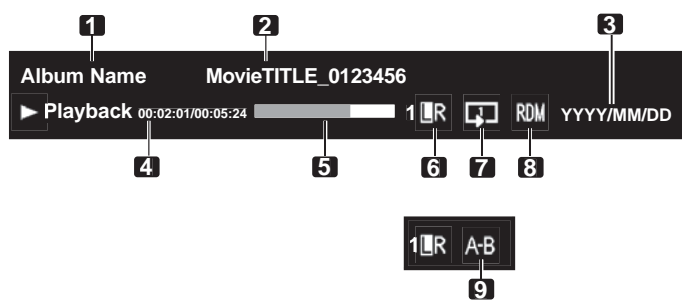 1 2 3
Album Name MovieTITLE_0123456
Playback 00:02:01/00:05:24 1 LR 1 RDM YYYY/MM/DD
4 5 6 7 8
1 LR A-B
9